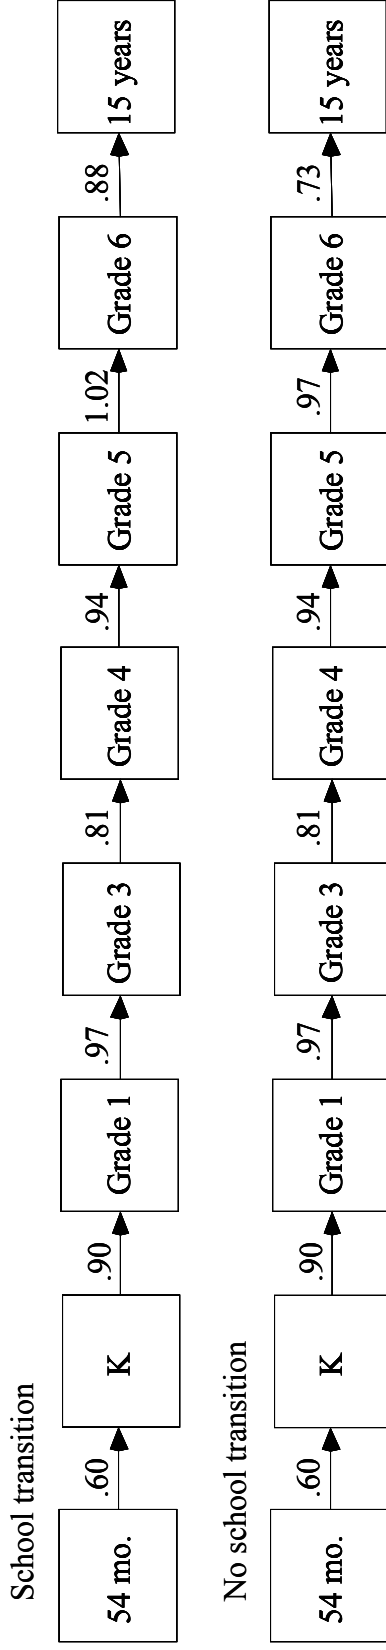 School transition
.60 .90 .97 .81 .94 1.02 .88
54 mo. K Grade 1 Grade 3 Grade 4 Grade 5 Grade 6 15 years
No school transition
.60 .90 .97 .81 .94 .97 .73
54 mo. K Grade 1 Grade 3 Grade 4 Grade 5 Grade 6 15 years